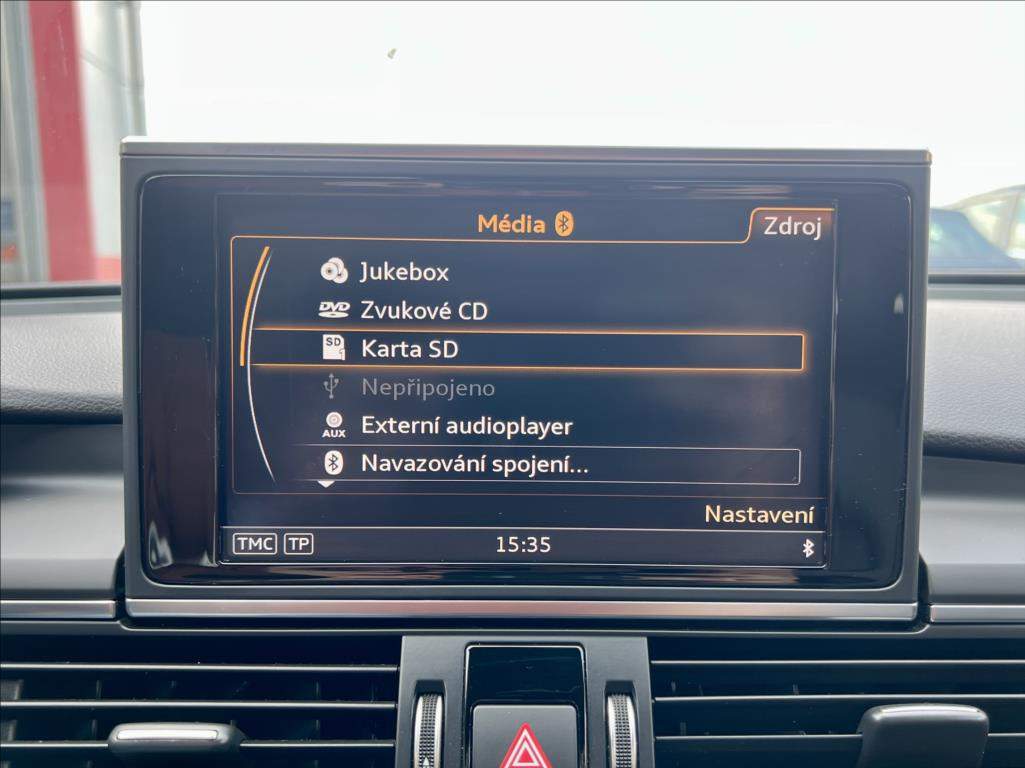 Média
Zdroj
Jukebox
DVD Zvukové CD
SD 1 Karta SD
Nepřipojeno
AUX Externí audioplayer
Navazování spojení...
Nastavení
TMC TP 15:35